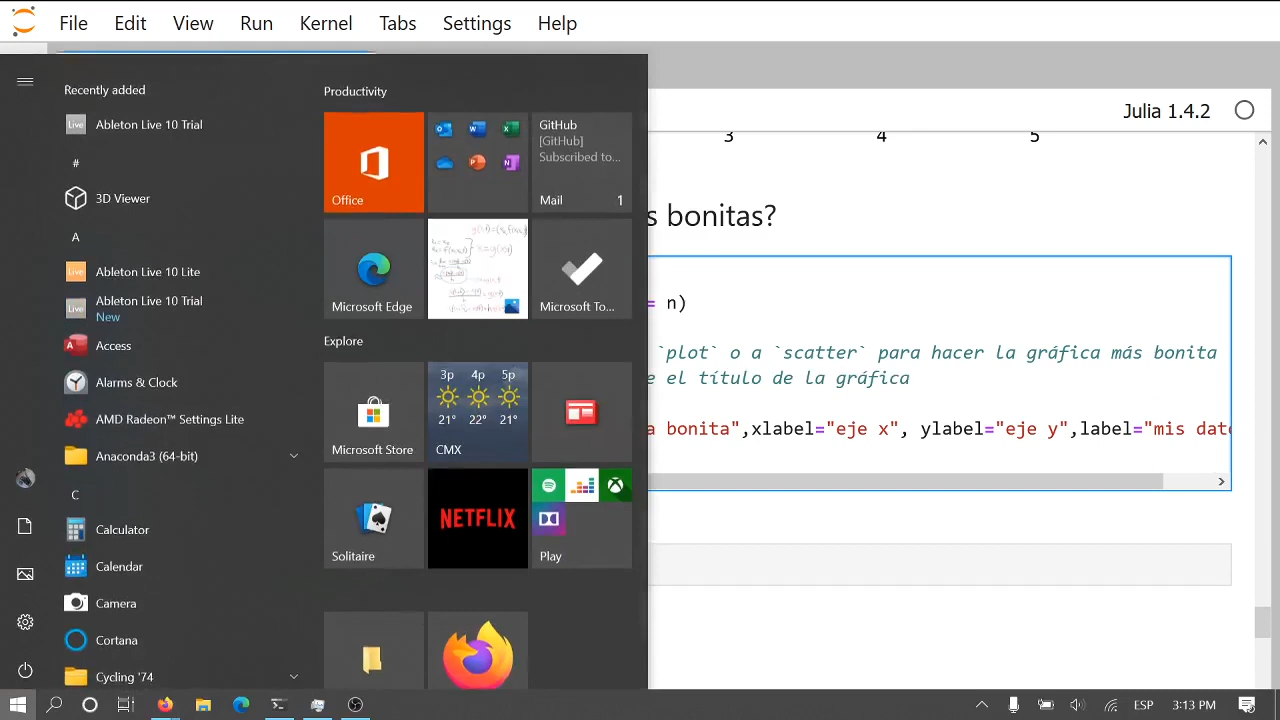 File Edit View Run Kernel Tabs Settings Help
Recently added
Live Ableton Live 10 Trial
#
3D Viewer
A
Live Ableton Live 10 Lite
Live Ableton Live 10 Trial
New
Access
Alarms & Clock
AMD Radeon™ Settings Lite
Anaconda3 (64-bit)
C
Calculator
Calendar
Camera
Cortana
Cycling '74
Productivity
Office
GitHub
[GitHub]
Subscribed to...
Mail 1
Microsoft Edge
Microsoft To...
Explore
Microsoft Store
3p 4p 5p
21° 22° 21°
CMX
Solitaire
NETFLIX
Play
Julia 1.4.2
3 4 5
s bonitas?
= n)
`plot` o a `scatter` para hacer la gráfica más bonita
e el título de la gráfica
a bonita",xlabel="eje x", ylabel="eje y",label="mis dato
ESP 3:13 PM